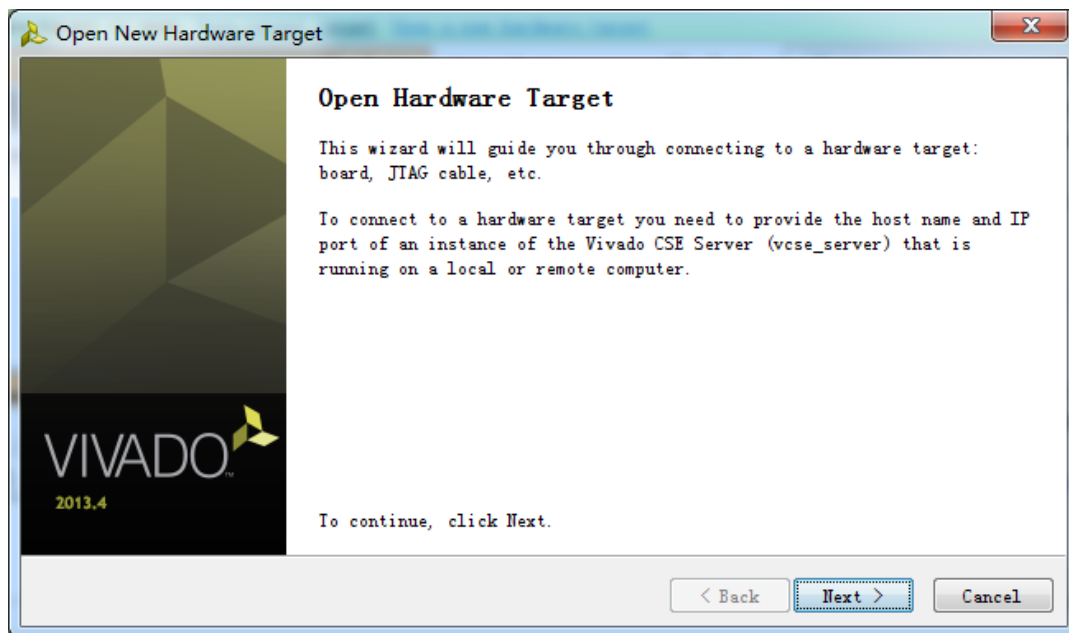 Open New Hardware Target
Open Hardware Target
This wizard will guide you through connecting to a hardware target:
board, JTAG cable, etc.
To connect to a hardware target you need to provide the host name and IP
port of an instance of the Vivado CSE Server (vcse_server) that is
running on a local or remote computer.
VIVADO™
2013.4
To continue, click Next.
< Back
Next >
Cancel